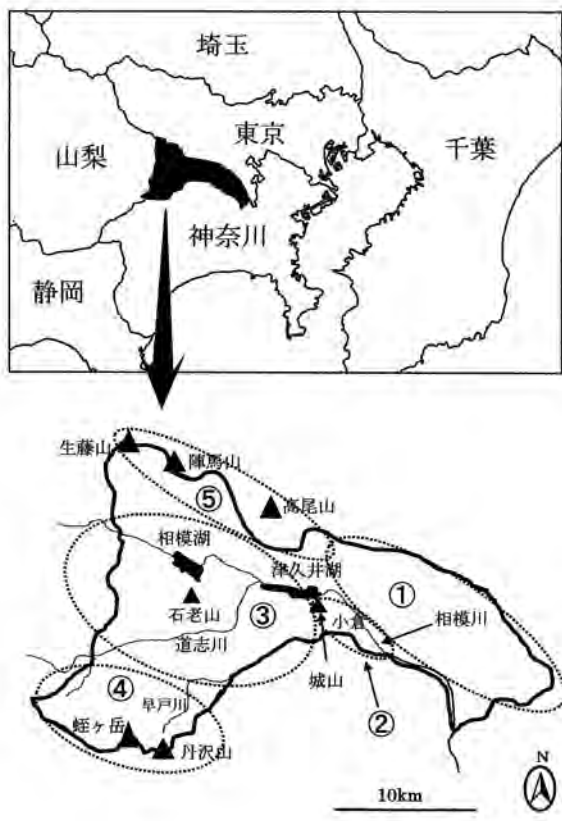 埼玉
東京
山梨
千葉
神奈川
静岡
生藤山
陣馬山
⑤
高尾山
相模湖
津久井湖
①
石老山
③
小倉
相模川
道志川
城山
④
早戸川
②
蛭ヶ岳
丹沢山
N
10km